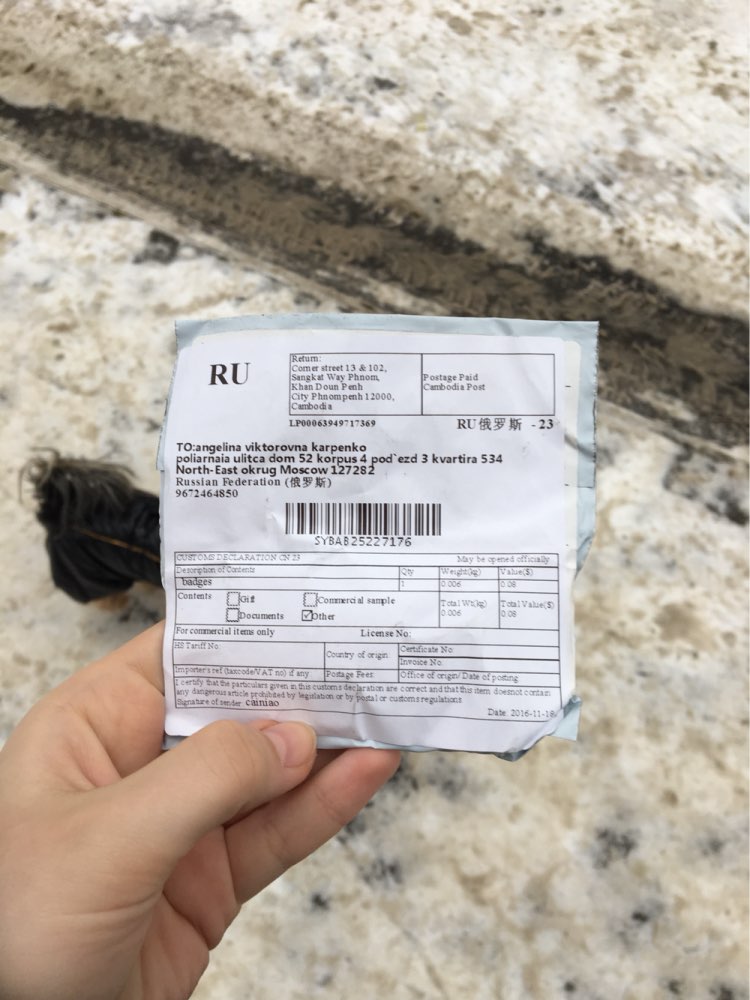 RU
Return:
Corner street 13 & 102,
Sangkat Way Phnom,
Khan Doun Penh
City Phnompenh 12000,
Cambodia
Postage Paid
Cambodia Post
LP00063949717369
RU俄罗斯 - 23
TO:angelina viktorovna karpenko
poliarnaia ulitca dom 52 korpus 4 pod`ezd 3 kvartira 534
North-East okrug Moscow 127282
Russian Federation (俄罗斯)
9672464850
SYBAB25227176
CUSTOMS DECLARATION CN 23 May be opened officially
Description of Contents Qty Weight(kg) Value($)
badges 1 0.006 0.08
Contents Gift Commercial sample Total Wt(kg) Total Value($)
Documents Other 0.006 0.08
For commercial items only License No:
HS Tariff No: Country of origin Certificate No:
Invoice No.
Importer's ref (taxcode/VAT no) if any Postage Fees: Office of origin/ Date of posting
I certify that the particulars given in this customs declaration are correct and that this item doesnot contain
any dangerous article prohibited by legislation or by postal or customs regulations.
Signature of sender cainiao
Date: 2016-11-18